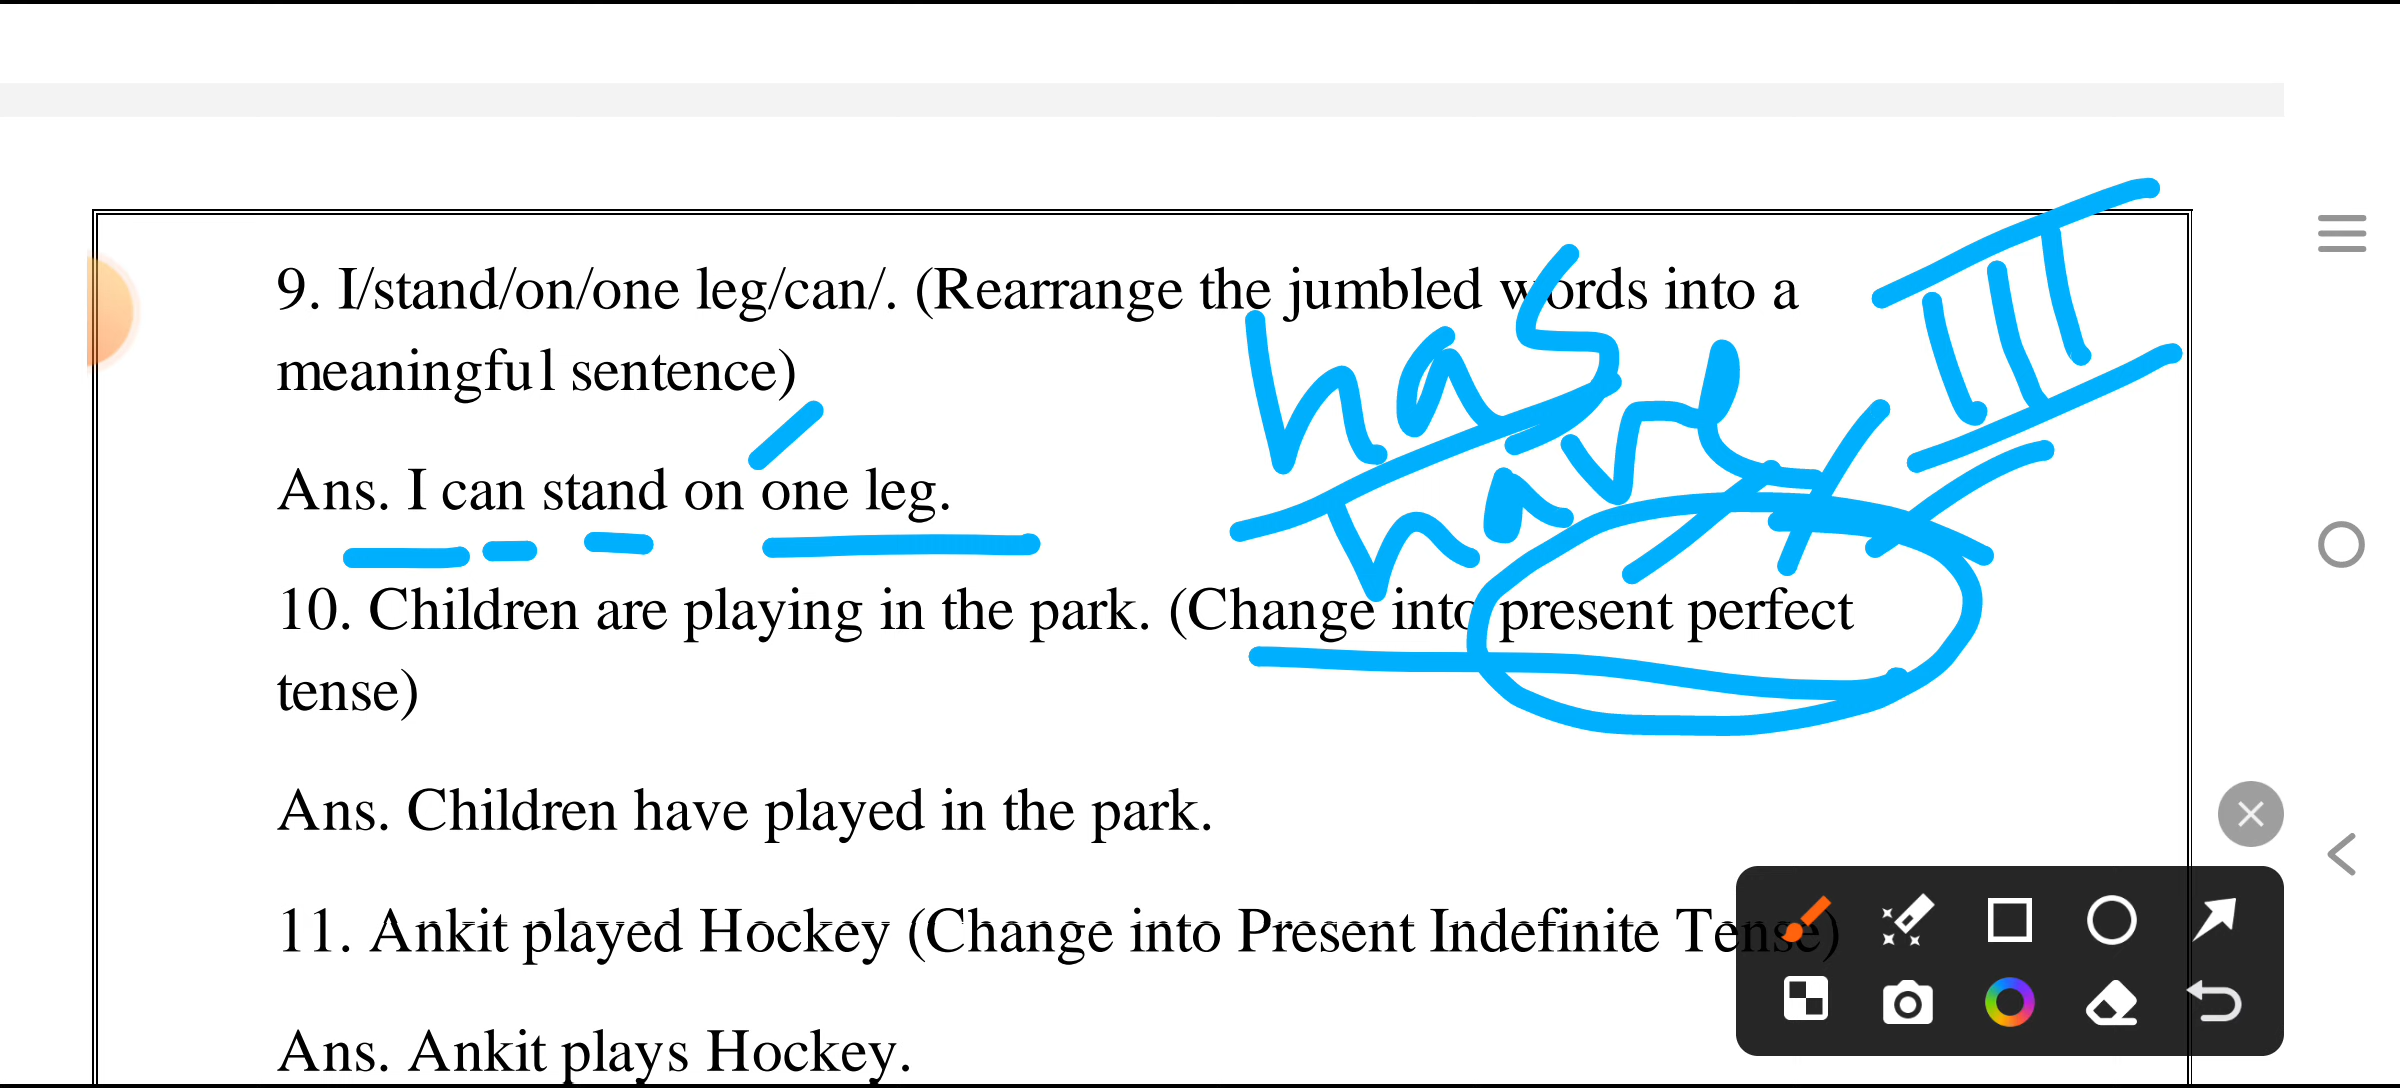 9. I/stand/on/one leg/can/. (Rearrange the jumbled words into a
meaningful sentence)
has
have
III
Ans. I can stand on one leg.
10. Children are playing in the park. (Change into present perfect
tense)
Ans. Children have played in the park.
11. Ankit played Hockey (Change into Present Indefinite Tense)
Ans. Ankit plays Hockey.